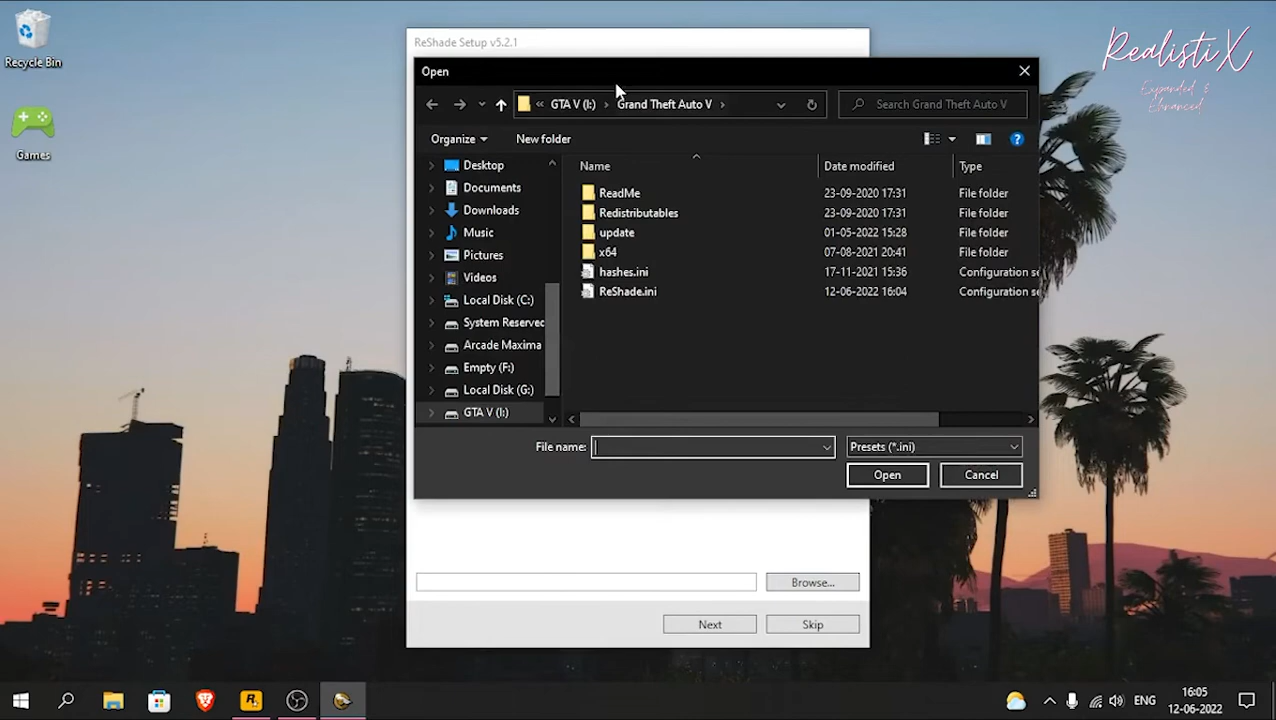 Recycle Bin
Games
RealistiX
Expanded &
Enhanced
ReShade Setup v5.2.1
Open
« GTA V (I:) › Grand Theft Auto V ›
Search Grand Theft Auto V
Organize
New folder
Name
Date modified
Type
Desktop
Documents
Downloads
Music
Pictures
Videos
Local Disk (C:)
System Reserved
Arcade Maxima
Empty (F:)
Local Disk (G:)
GTA V (I:)
ReadMe 23-09-2020 17:31 File folder
Redistributables 23-09-2020 17:31 File folder
update 01-05-2022 15:28 File folder
x64 07-08-2021 20:41 File folder
hashes.ini 17-11-2021 15:36 Configuration se
ReShade.ini 12-06-2022 16:04 Configuration se
File name:
Presets (*.ini)
Open
Cancel
Browse...
Next
Skip
ENG
16:05
12-06-2022